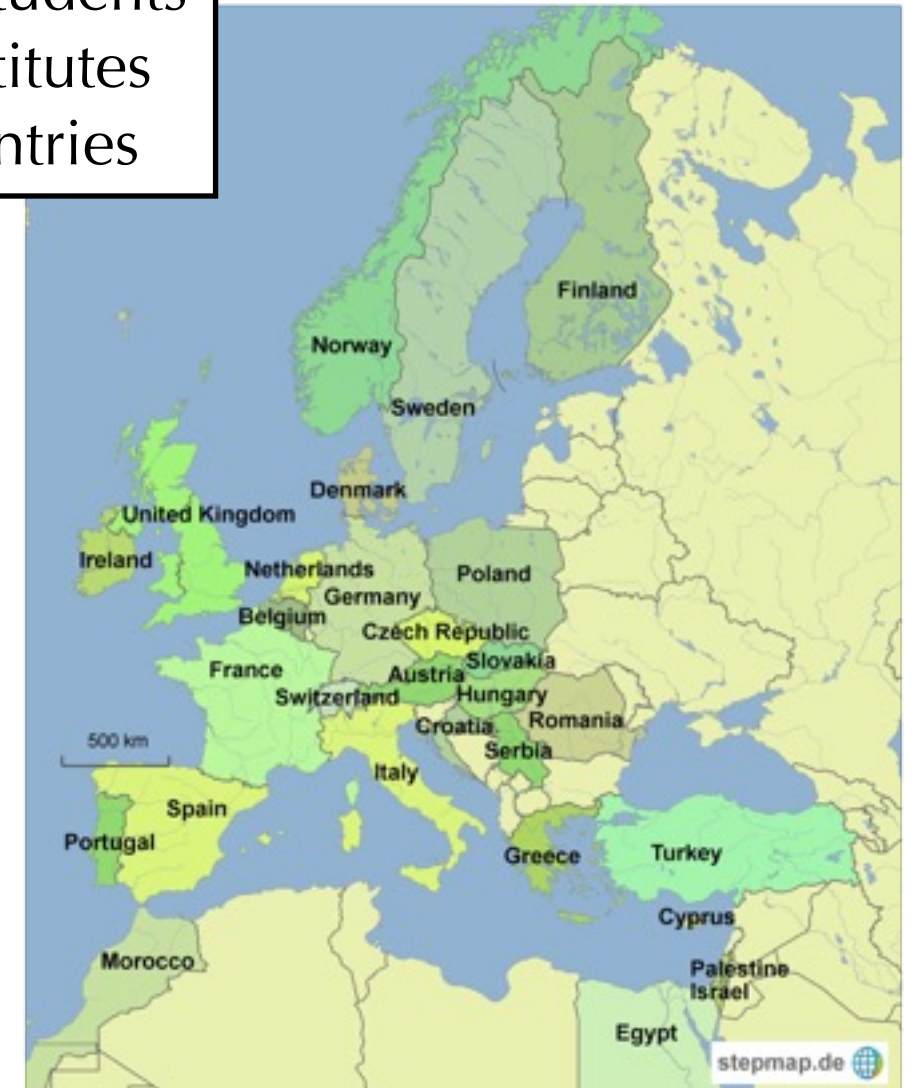 titutes
ntries
Finland
Norway
Sweden
Denmark
United Kingdom
Ireland
Netherlands
Poland
Germany
Belgium
Czech Republic
Slovakia
France
Austria
Switzerland
Hungary
Romania
Croatia
Serbia
500 km
Italy
Spain
Portugal
Greece
Turkey
Cyprus
Morocco
Palestine
Israel
Egypt
stepmap.de